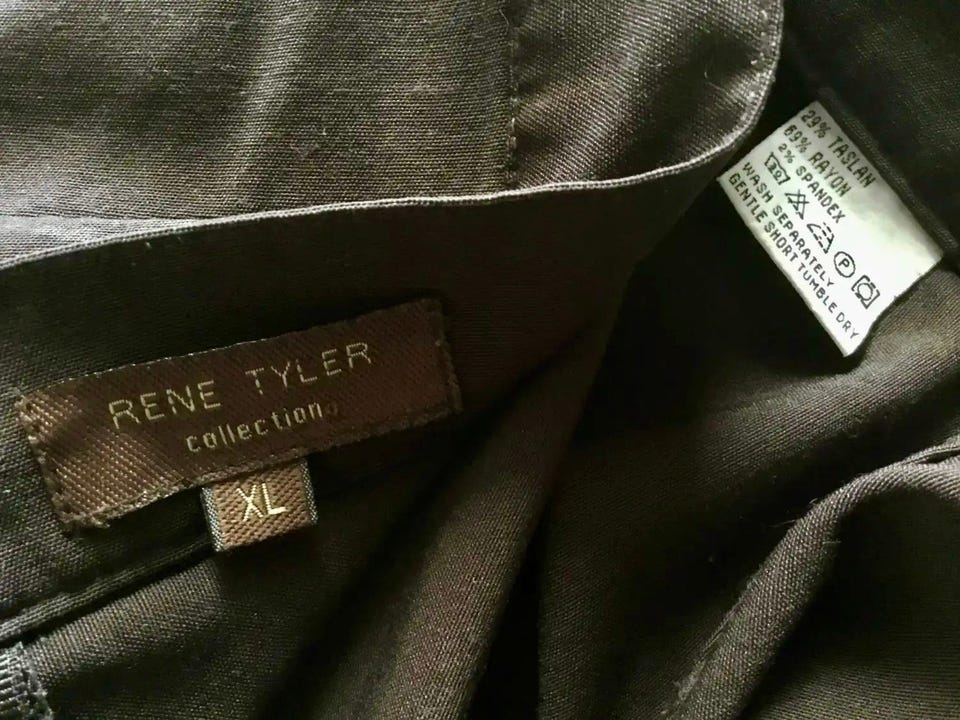 RENE TYLER
collection
XL
29% TASLAN
69% RAYON
2% SPANDEX
P
WASH SEPARATELY
GENTLE SHORT TUMBLE DRY